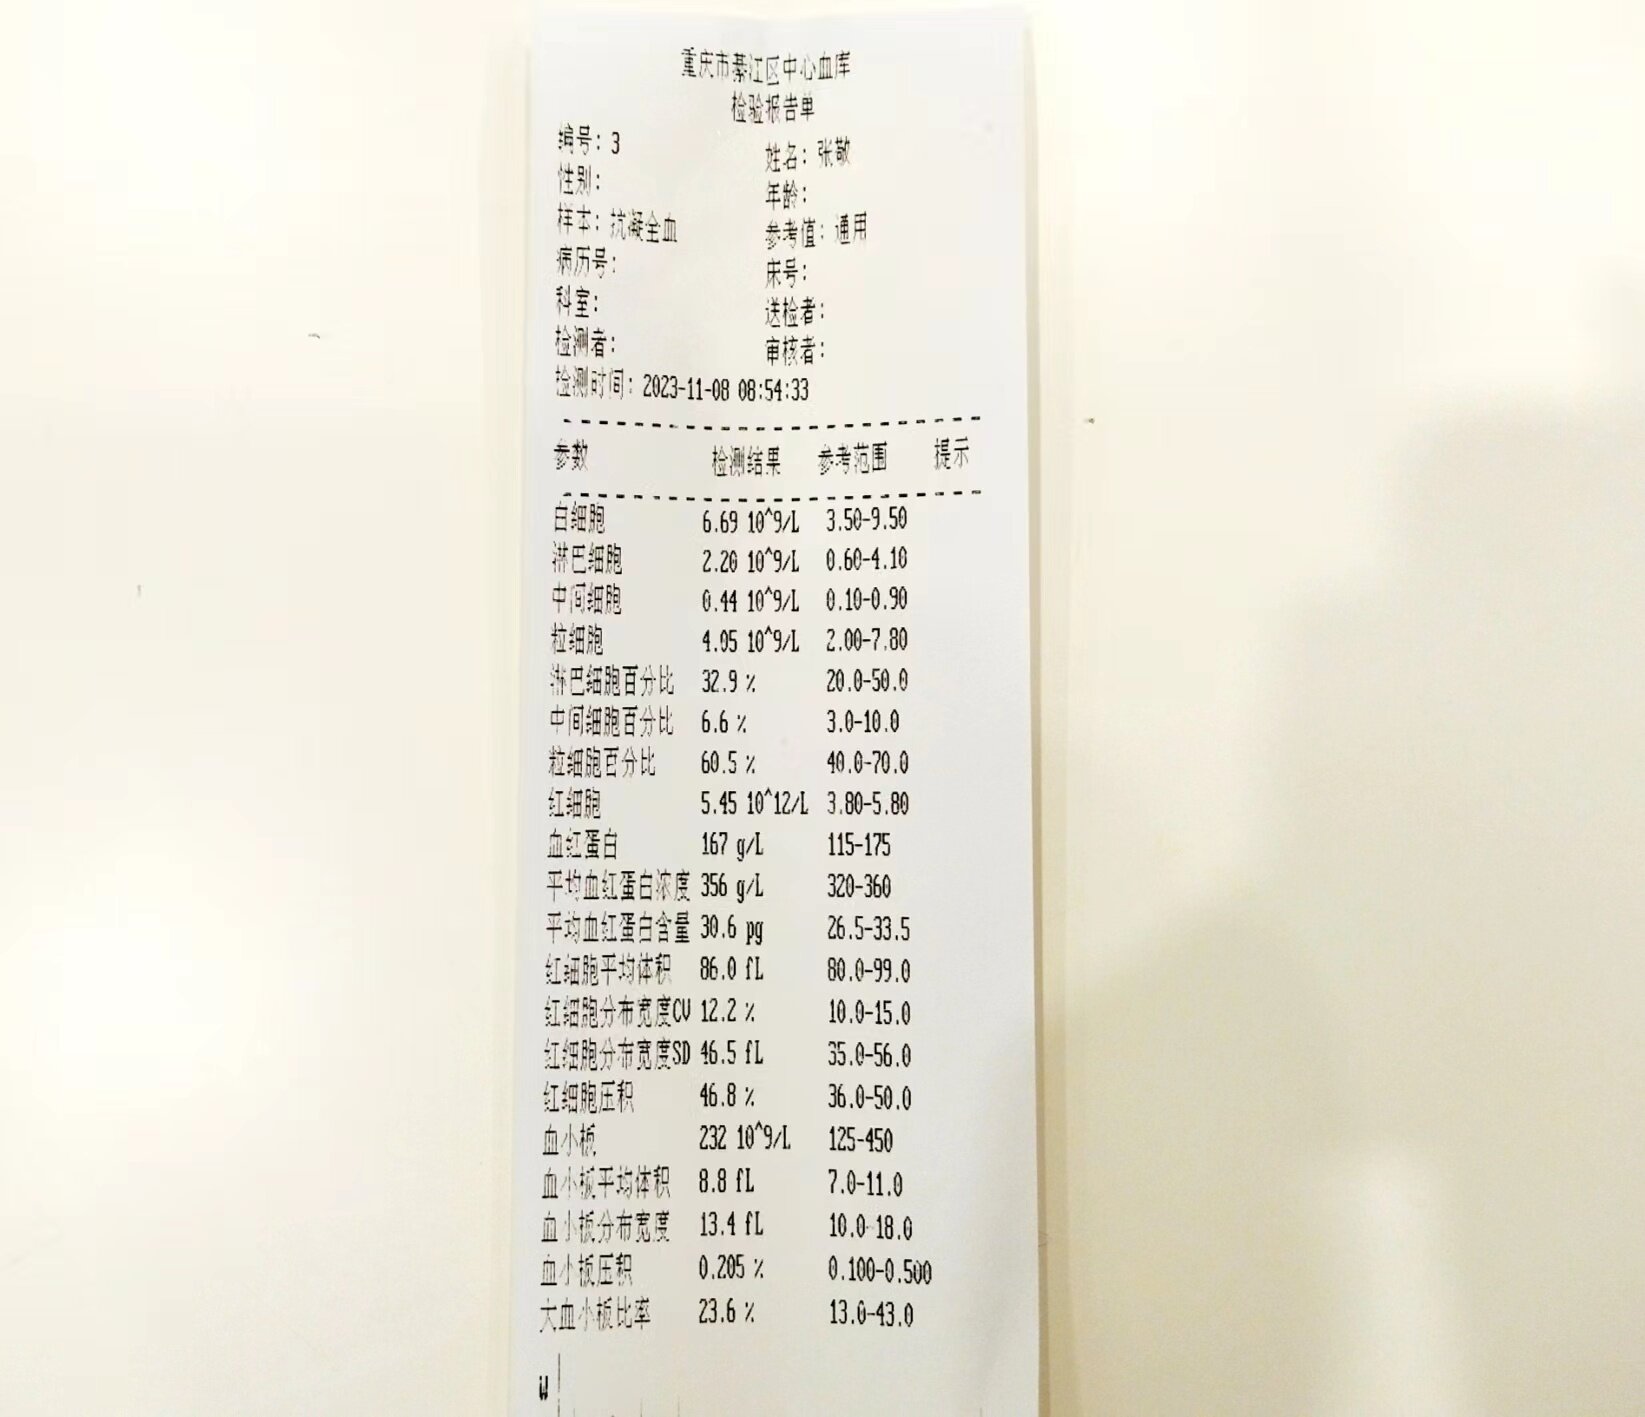 重庆市綦江区中心血库
检验报告单
编号: 3 姓名: 张敬
性别: 年龄:
样本: 抗凝全血 参考值: 通用
病历号: 床号:
科室: 送检者:
检测者: 审核者:
检测时间: 2023-11-08 08:54:33
参数 检测结果 参考范围 提示
白细胞 6.69 10^9/L 3.50-9.50
淋巴细胞 2.20 10^9/L 0.60-4.10
中间细胞 0.44 10^9/L 0.10-0.90
粒细胞 4.05 10^9/L 2.00-7.80
淋巴细胞百分比 32.9 % 20.0-50.0
中间细胞百分比 6.6 % 3.0-10.0
粒细胞百分比 60.5 % 40.0-70.0
红细胞 5.45 10^12/L 3.80-5.80
血红蛋白 167 g/L 115-175
平均血红蛋白浓度 356 g/L 320-360
平均血红蛋白含量 30.6 pg 26.5-33.5
红细胞平均体积 86.0 fL 80.0-99.0
红细胞分布宽度CV 12.2 % 10.0-15.0
红细胞分布宽度SD 46.5 fL 35.0-56.0
红细胞压积 46.8 % 36.0-50.0
血小板 232 10^9/L 125-450
血小板平均体积 8.8 fL 7.0-11.0
血小板分布宽度 13.4 fL 10.0-18.0
血小板压积 0.205 % 0.100-0.500
大血小板比率 23.6 % 13.0-43.0
W